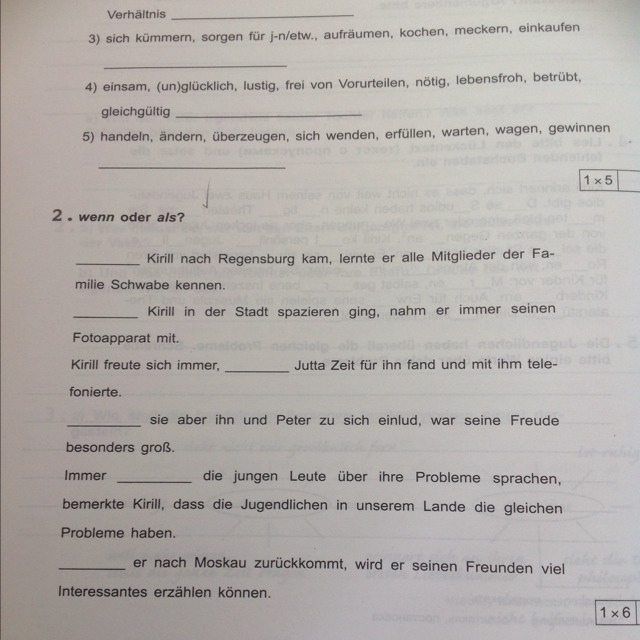 Verhältnis
3) sich kümmern, sorgen für j-n/etw., aufräumen, kochen, meckern, einkaufen
4) einsam, (un)glücklich, lustig, frei von Vorurteilen, nötig, lebensfroh, betrübt,
gleichgültig
5) handeln, ändern, überzeugen, sich wenden, erfüllen, warten, wagen, gewinnen
1 × 5
2. wenn oder als?
________ Kirill nach Regensburg kam, lernte er alle Mitglieder der Fa-
milie Schwabe kennen.
________ Kirill in der Stadt spazieren ging, nahm er immer seinen
Fotoapparat mit.
Kirill freute sich immer, ________ Jutta Zeit für ihn fand und mit ihm tele-
fonierte.
________ sie aber ihn und Peter zu sich einlud, war seine Freude
besonders groß.
Immer ________ die jungen Leute über ihre Probleme sprachen,
bemerkte Kirill, dass die Jugendlichen in unserem Lande die gleichen
Probleme haben.
________ er nach Moskau zurückkommt, wird er seinen Freunden viel
Interessantes erzählen können.
1 × 6